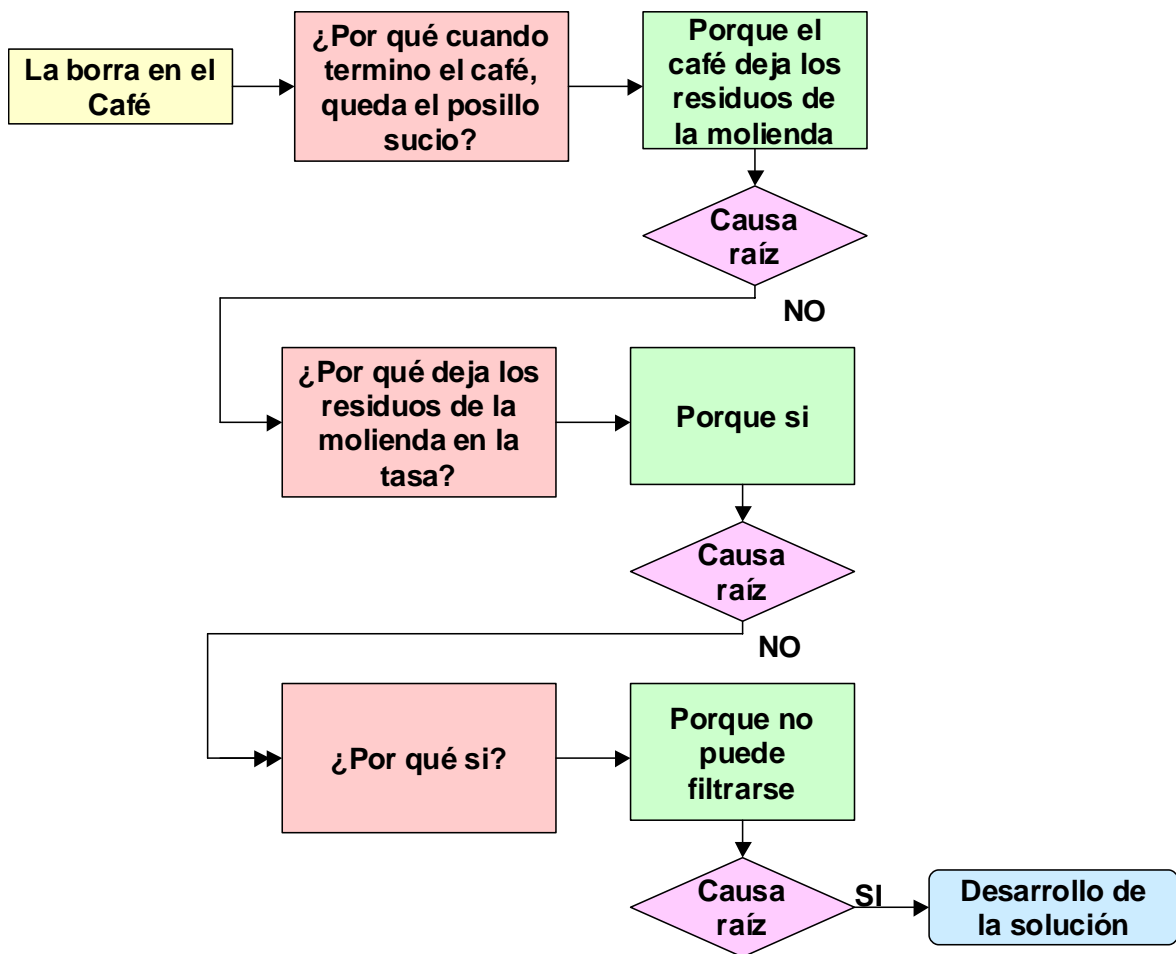 La borra en el
Café
¿Por qué cuando
termino el café,
queda el posillo
sucio?
Porque el
café deja los
residuos de
la molienda
Causa
raíz
NO
¿Por qué deja los
residuos de la
molienda en la
tasa?
Porque si
Causa
raíz
NO
¿Por qué si?
Porque no
puede
filtrarse
Causa
raíz
SI
Desarrollo de
la solución